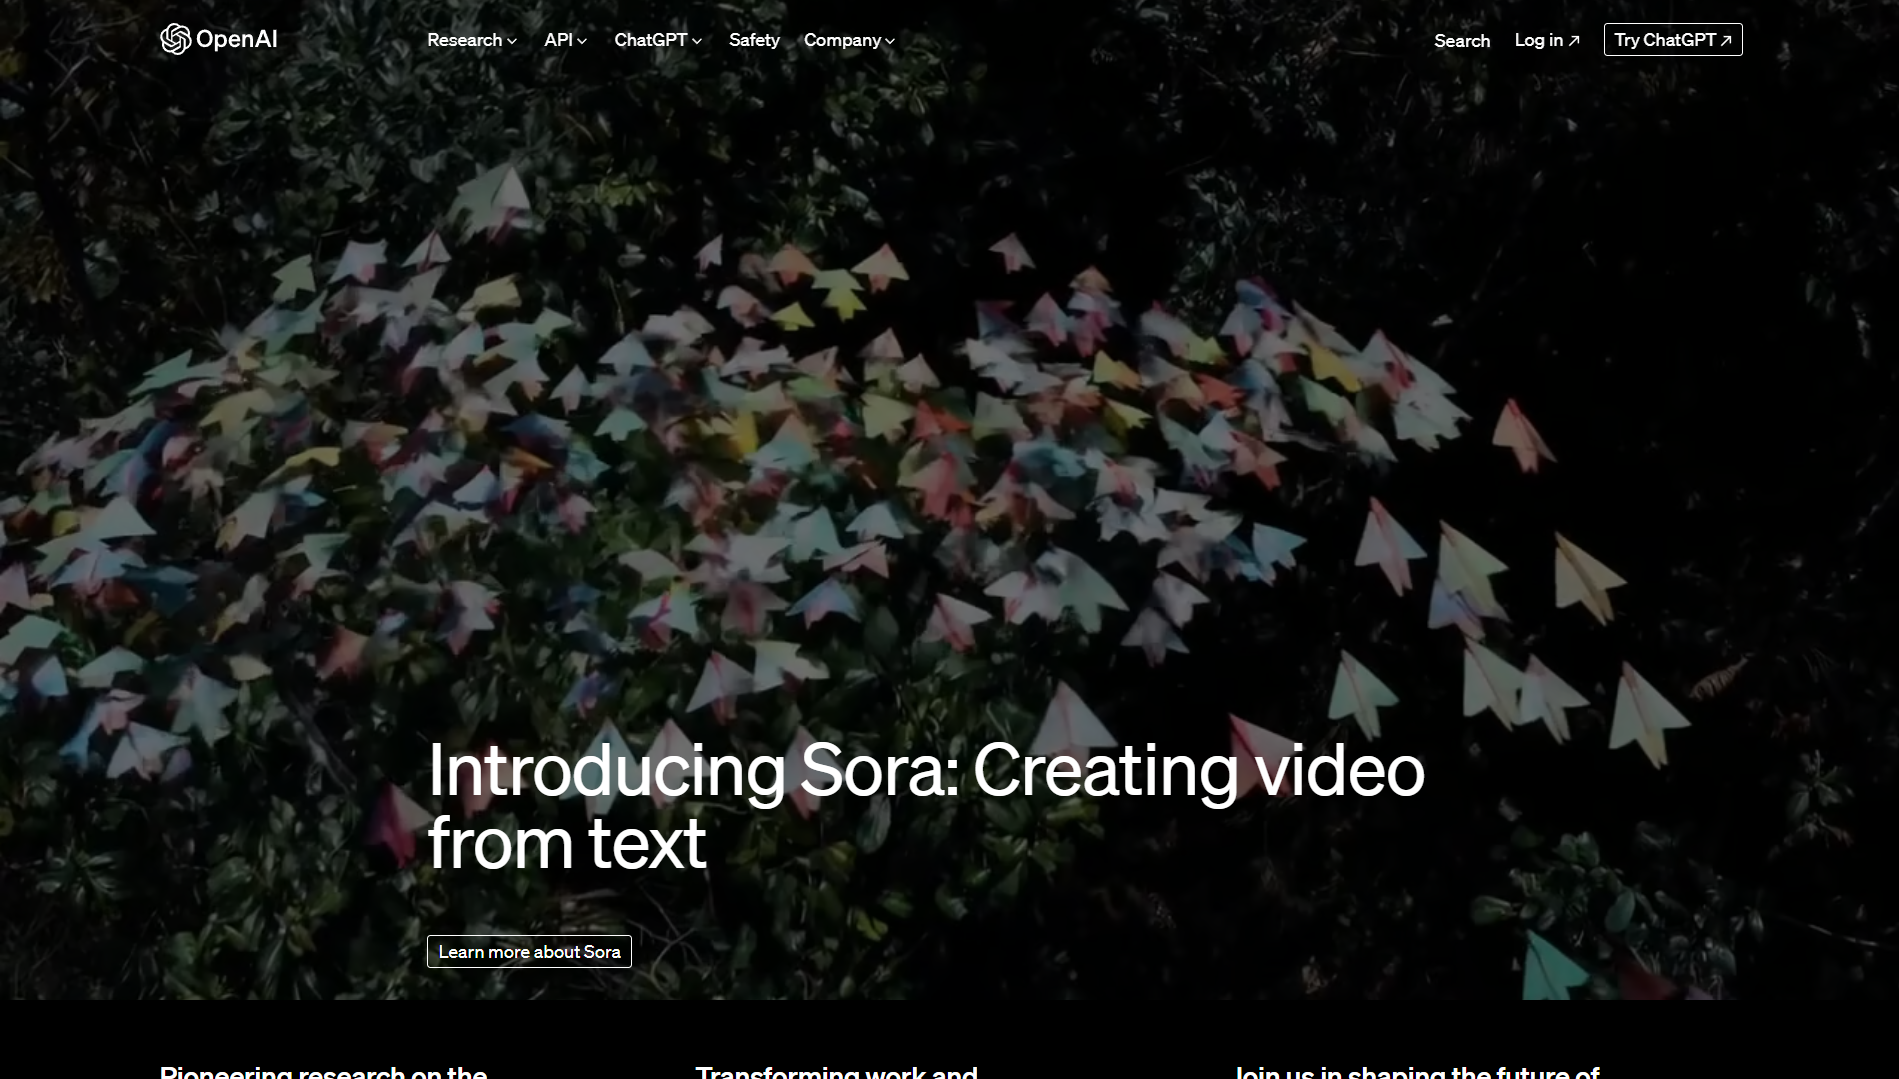 OpenAI
Research
API
ChatGPT
Safety
Company
Search
Log in
Try ChatGPT
Introducing Sora: Creating video
from text
Learn more about Sora
Pioneering research on the
Transforming work and
Join us in shaping the future of